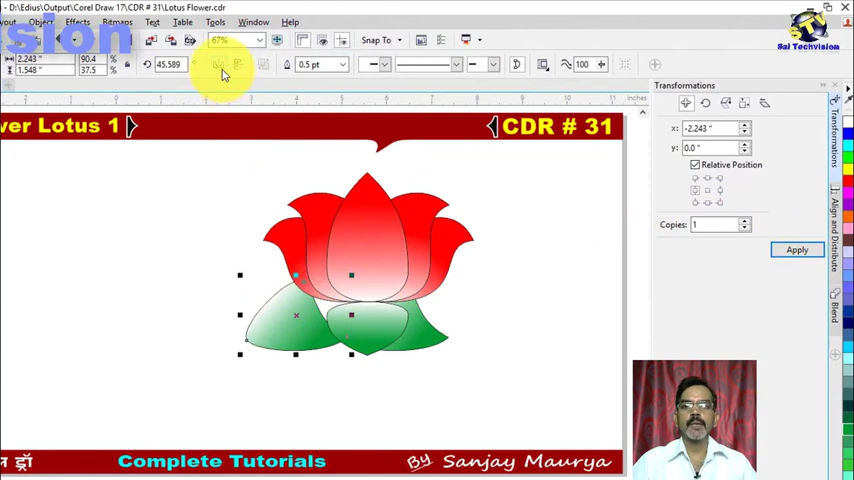 - D:\Edius\Output\Corel Draw 17\CDR # 31\Lotus Flower.cdr
yout Effects Bitmaps Text Table Tools Window Help
ssion
67%
Snap To
Sai Techvision
2.243 " 90.4 %
1.548 " 37.5 %
45.589 °
0.5 pt
100
Transformations
inches
ver Lotus 1
CDR # 31
x: -2.243 "
y: 0.0 "
Relative Position
Copies: 1
Apply
Transformations
Align and Distribute
Blend
ल ड्रॉ
Complete Tutorials
By Sanjay Maurya